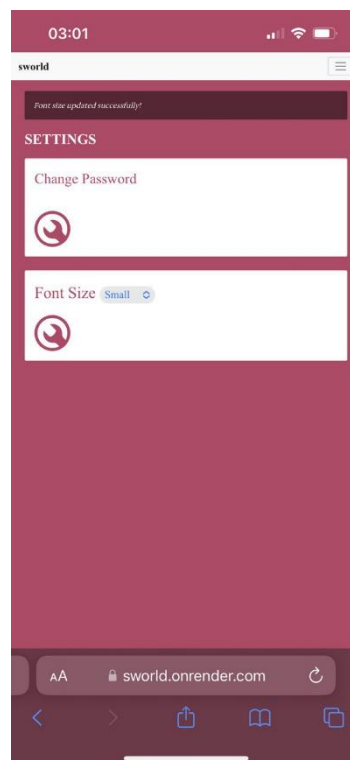 03:01
sworld
Font size updated successfully!
SETTINGS
Change Password
Font Size Small
AA sworld.onrender.com